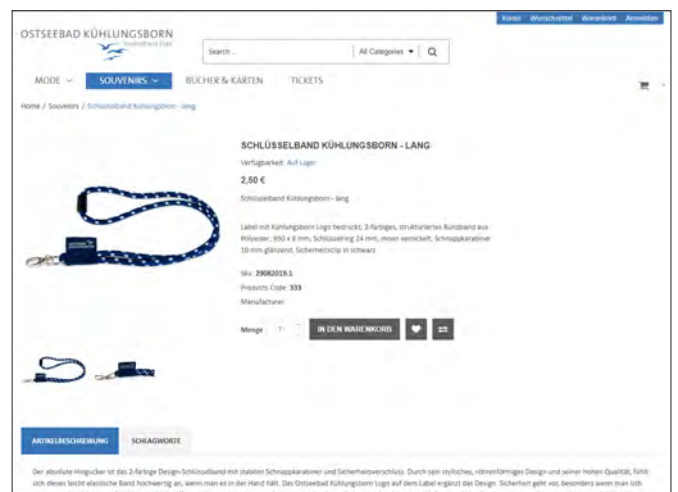 Konto Wunschzettel Warenkorb Anmelden
OSTSEEBAD KÜHLUNGSBORN
Search ... All Categories
MODE SOUVENIRS BÜCHER & KARTEN TICKETS
Home / Souvenirs / Schlüsselband Kühlungsborn - lang
SCHLÜSSELBAND KÜHLUNGSBORN - LANG
Verfügbarkeit: Auf Lager
2,50 €
Schlüsselband Kühlungsborn - lang
Label mit Kühlungsborn Logo bedruckt, 2-farbiges, strukturiertes Rundband aus
Polyester, 950 x 6 mm, Schlüsselring 24 mm, innen vernickelt, Schnappkarabiner
10 mm glänzend, Sicherheitsclip in schwarz
Sku: 29082019.1
Products Code: 333
Manufacturer:
Menge 1 IN DEN WARENKORB
ARTIKELBESCHREIBUNG SCHLAGWORTE
Der absolute Hingucker ist das 2-farbige Design-Schlüsselband mit stabilen Schnappkarabiner und Sicherheitsverschluss. Durch sein stylisches, röhrenförmiges Design und seiner hohen Qualität, fühlt
sich dieses leicht elastische Band hochwertig an, wenn man es in der Hand hält. Das Ostseebad Kühlungsborn Logo auf dem Label ergänzt das Design. Sicherheit geht vor, besonders wenn man sich